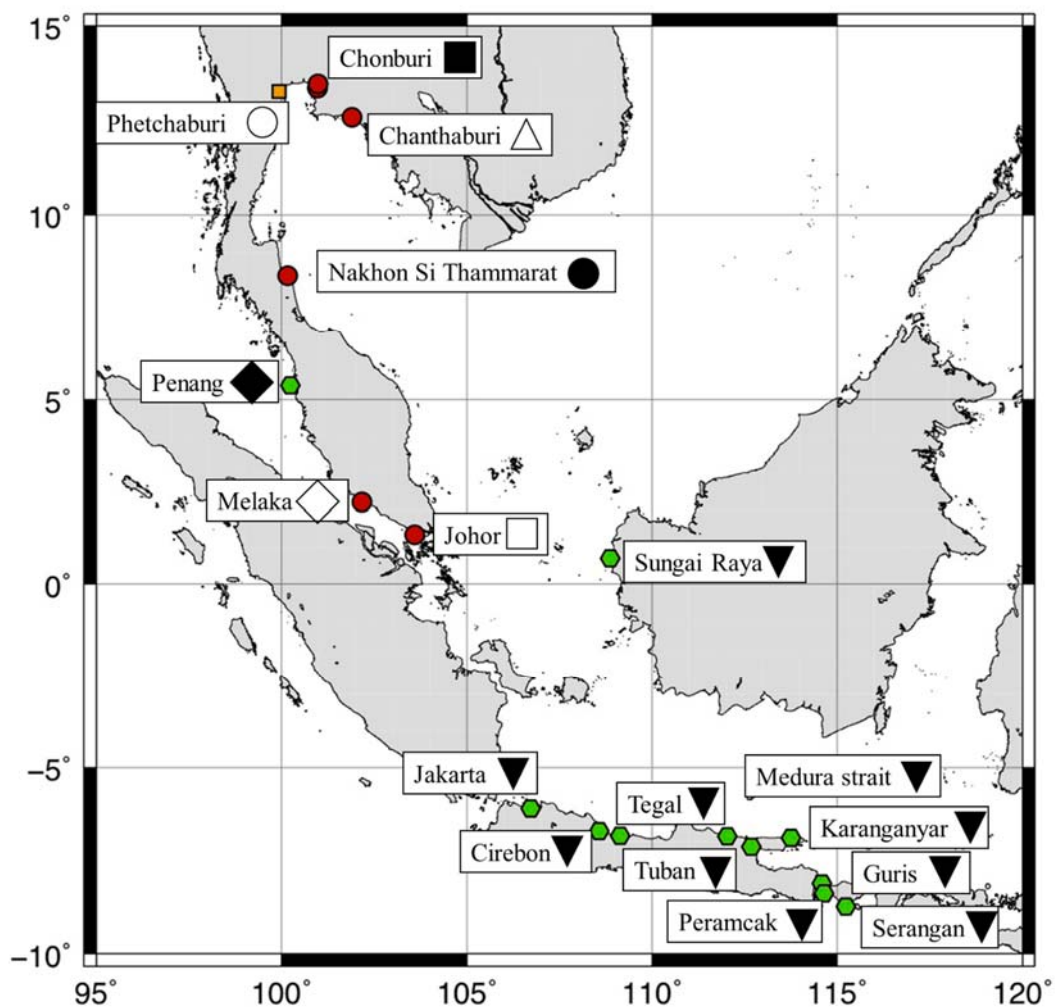 15°
Chonburi
Phetchaburi
Chanthaburi
10°
Nakhon Si Thammarat
Penang
5°
Melaka
Johor
Sungai Raya
0°
Jakarta
Medura strait
−5°
Tegal
Karanganyar
Cirebon
Tuban
Guris
Peramcak
Serangan
−10°
95° 100° 105° 110° 115° 120°